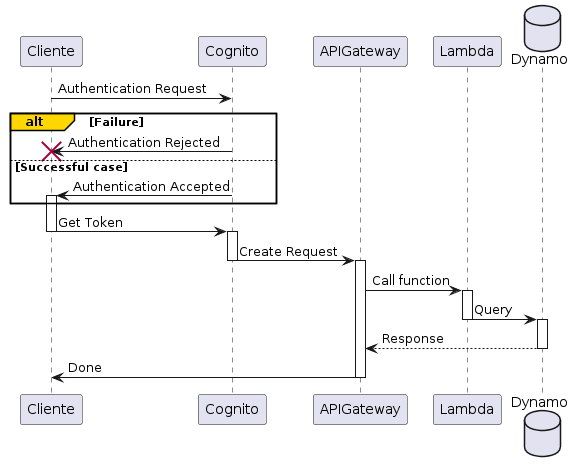 Cliente Cognito APIGateway Lambda Dynamo
Authentication Request
alt [Failure]
Authentication Rejected
[Successful case]
Authentication Accepted
Get Token
Create Request
Call function
Query
Response
Done
Cliente Cognito APIGateway Lambda Dynamo